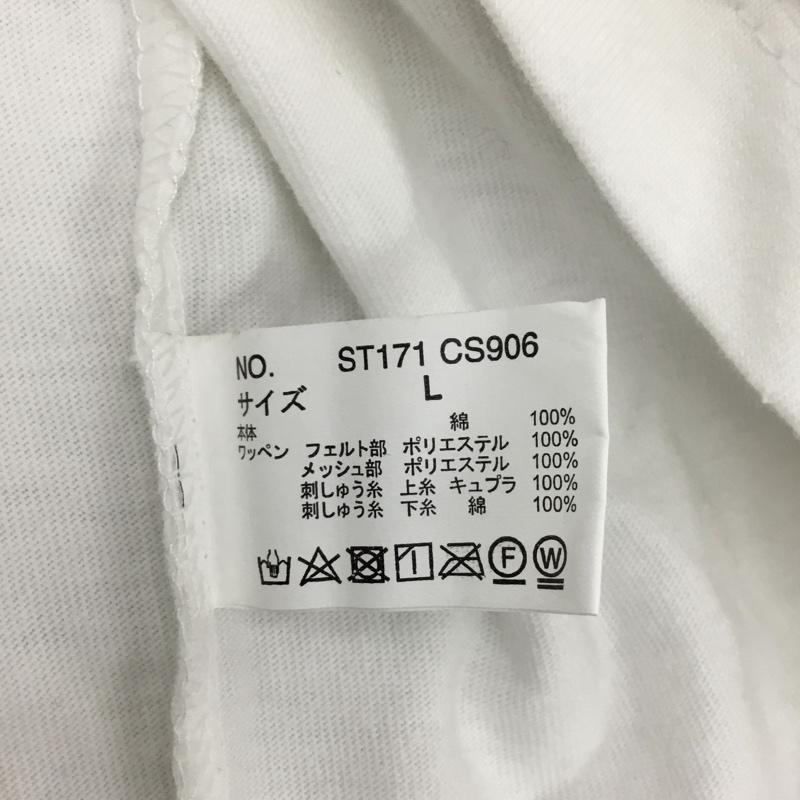 NO. ST171 CS906
サイズ L
本体 綿 100%
ワッペン フェルト部 ポリエステル 100%
メッシュ部 ポリエステル 100%
刺しゅう糸 上糸 キュプラ 100%
刺しゅう糸 下糸 綿 100%
F W